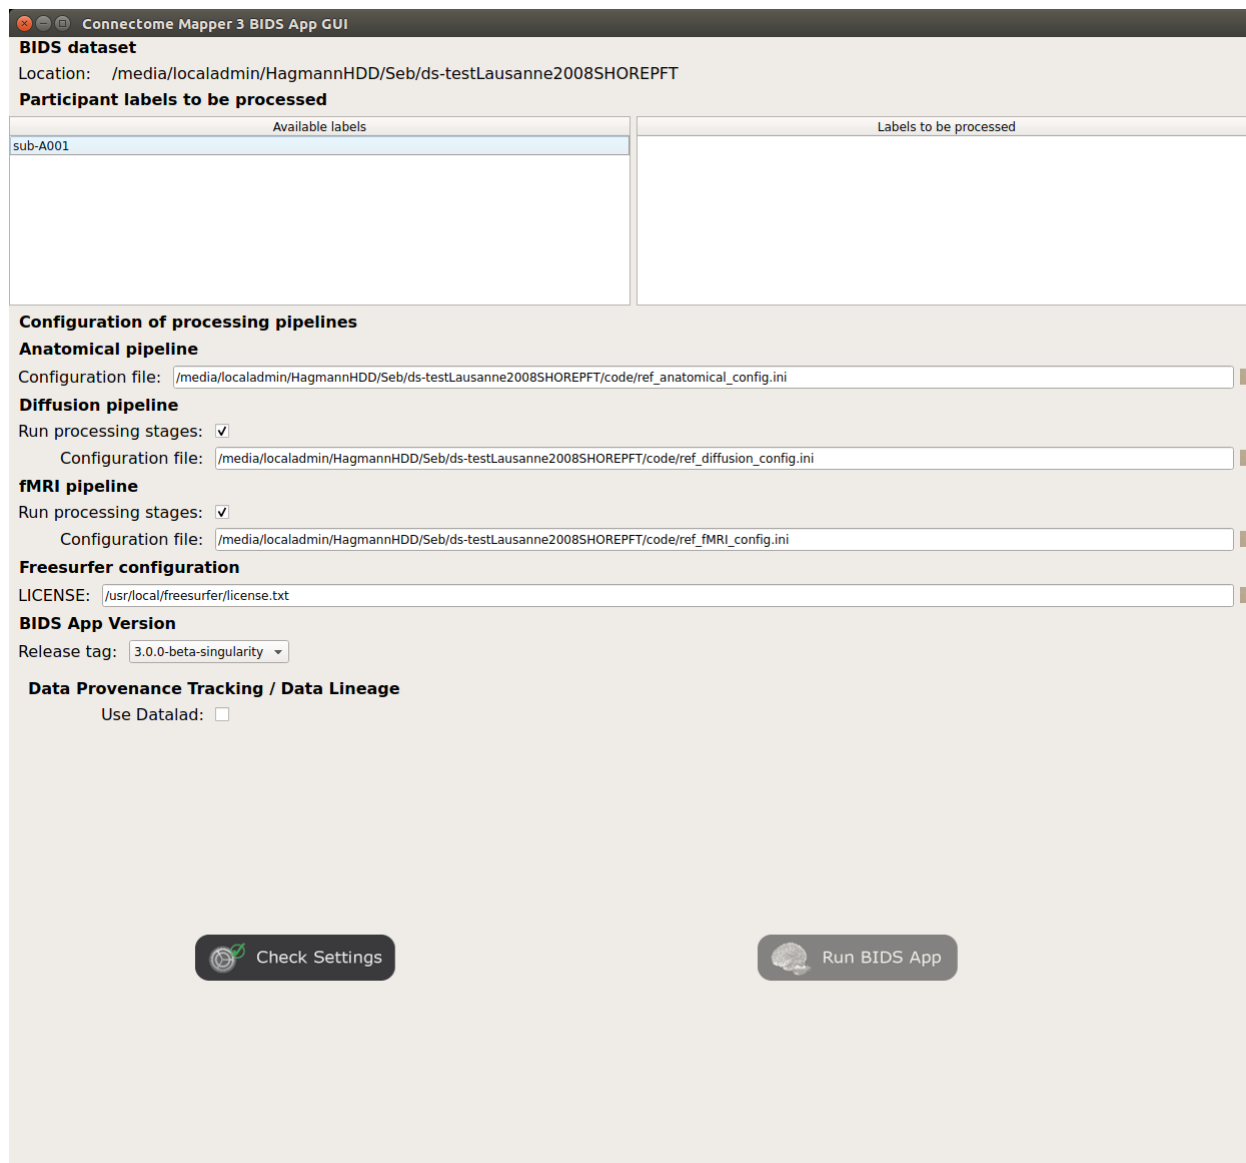 Connectome Mapper 3 BIDS App GUI
BIDS dataset
Location: /media/localadmin/HagmannHDD/Seb/ds-testLausanne2008SHOREPFT
Participant labels to be processed
Available labels Labels to be processed
sub-A001
Configuration of processing pipelines
Anatomical pipeline
Configuration file: /media/localadmin/HagmannHDD/Seb/ds-testLausanne2008SHOREPFT/code/ref_anatomical_config.ini
Diffusion pipeline
Run processing stages:
Configuration file: /media/localadmin/HagmannHDD/Seb/ds-testLausanne2008SHOREPFT/code/ref_diffusion_config.ini
fMRI pipeline
Run processing stages:
Configuration file: /media/localadmin/HagmannHDD/Seb/ds-testLausanne2008SHOREPFT/code/ref_fMRI_config.ini
Freesurfer configuration
LICENSE: /usr/local/freesurfer/license.txt
BIDS App Version
Release tag: 3.0.0-beta-singularity
Data Provenance Tracking / Data Lineage
Use Datalad:
Check Settings Run BIDS App